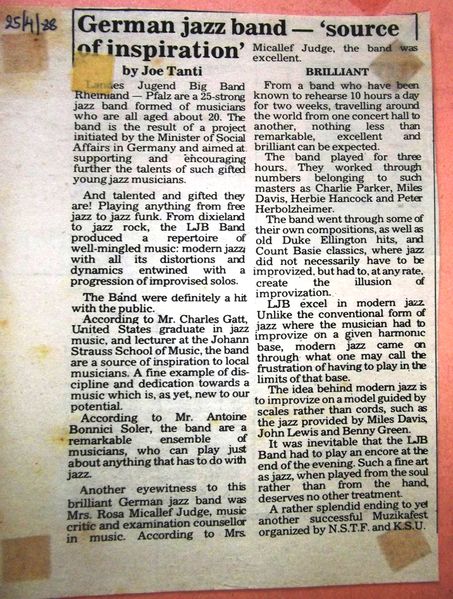 25/4/86
German jazz band — 'source
of inspiration'
by Joe Tanti
Landes Jugend Big Band
Rheinland — Pfalz are a 25-strong
jazz band formed of musicians
who are all aged about 20. The
band is the result of a project
initiated by the Minister of Social
Affairs in Germany and aimed at
supporting and encouraging
further the talents of such gifted
young jazz musicians.
And talented and gifted they
are! Playing anything from free
jazz to jazz funk. From dixieland
to jazz rock, the LJB Band
produced a repertoire of
well-mingled music: modern jazz
with all its distortions and
dynamics entwined with a
progression of improvised solos.
The Band were definitely a hit
with the public.
According to Mr. Charles Gatt,
United States graduate in jazz
music, and lecturer at the Johann
Strauss School of Music, the band
are a source of inspiration to local
musicians. A fine example of dis-
cipline and dedication towards a
music which is, as yet, new to our
potential.
According to Mr. Antoine
Bonnici Soler, the band are a
remarkable ensemble of
musicians, who can play just
about anything that has to do with
jazz.
Another eyewitness to this
brilliant German jazz band was
Mrs. Rosa Micallef Judge, music
critic and examination counsellor
in music. According to Mrs.
Micallef Judge, the band was
excellent.
BRILLIANT
From a band who have been
known to rehearse 10 hours a day
for two weeks, travelling around
the world from one concert hall to
another, nothing less than
remarkable, excellent and
brilliant can be expected.
The band played for three
hours. They worked through
numbers belonging to such
masters as Charlie Parker, Miles
Davis, Herbie Hancock and Peter
Herbolzheimer.
The band went through some of
their own compositions, as well as
old Duke Ellington hits, and
Count Basie classics, where jazz
did not necessarily have to be
improvized, but had to, at any rate,
create the illusion of
improvization.
LJB excel in modern jazz.
Unlike the conventional form of
jazz where the musician had to
improvize on a given harmonic
base, modern jazz came on
through what one may call the
frustration of having to play in the
limits of that base.
The idea behind modern jazz is
to improvize on a model guided by
scales rather than cords, such as
the jazz provided by Miles Davis,
John Lewis and Benny Green.
It was inevitable that the LJB
Band had to play an encore at the
end of the evening. Such a fine art
as jazz, when played from the soul
rather than from the hand,
deserves no other treatment.
A rather splendid ending to yet
another successful Muzikafest
organized by N.S.T.F. and K.S.U.